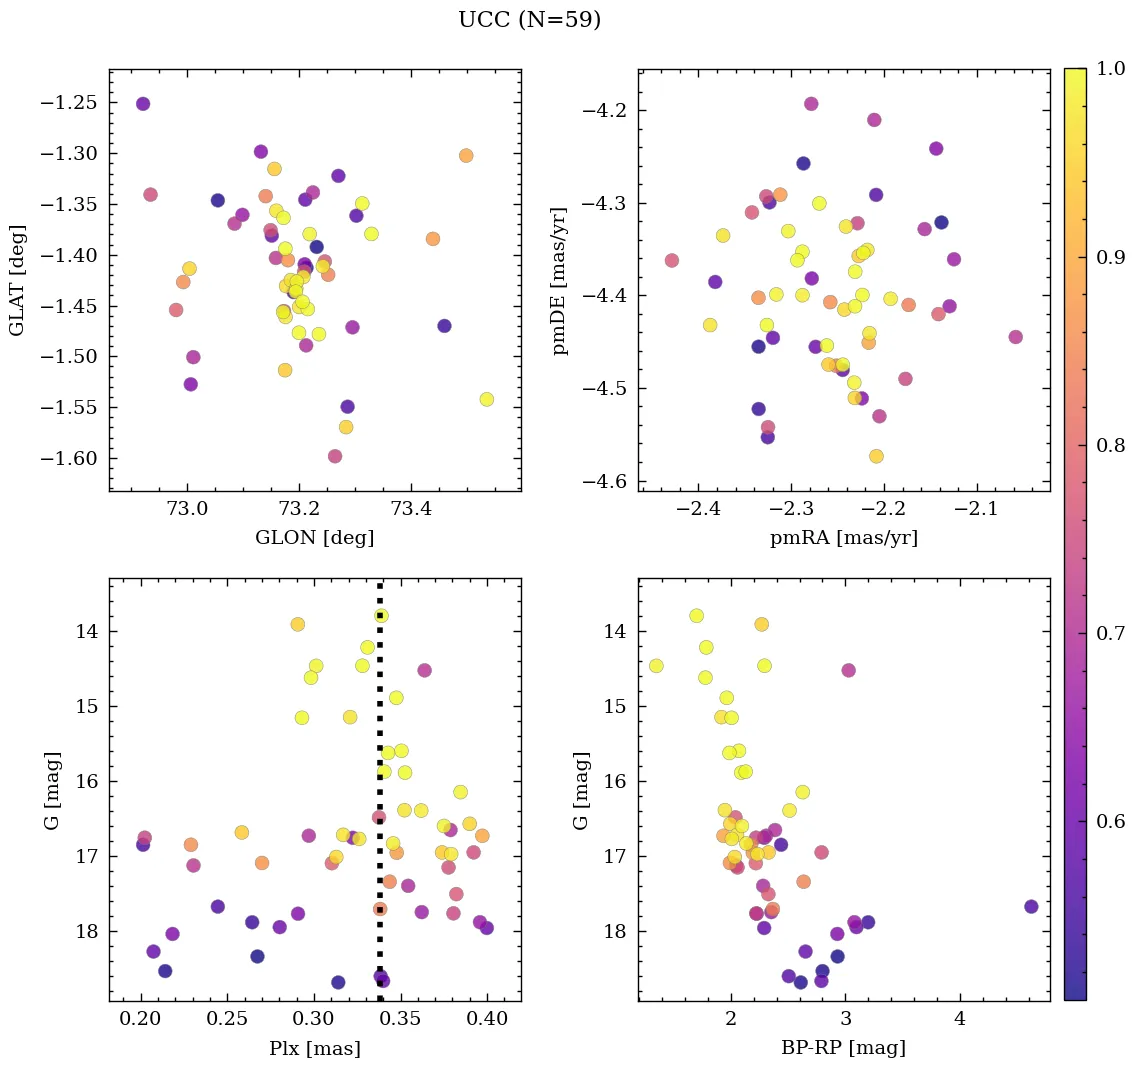 UCC (N=59)
−1.25
−1.30
−1.35
−1.40
−1.45
−1.50
−1.55
−1.60
GLAT [deg]
73.0 73.2 73.4
GLON [deg]
−4.2
−4.3
−4.4
−4.5
−4.6
pmDE [mas/yr]
−2.4 −2.3 −2.2 −2.1
pmRA [mas/yr]
1.0
0.9
0.8
0.7
0.6
14
15
16
17
18
G [mag]
0.20 0.25 0.30 0.35 0.40
Plx [mas]
14
15
16
17
18
G [mag]
2 3 4
BP-RP [mag]